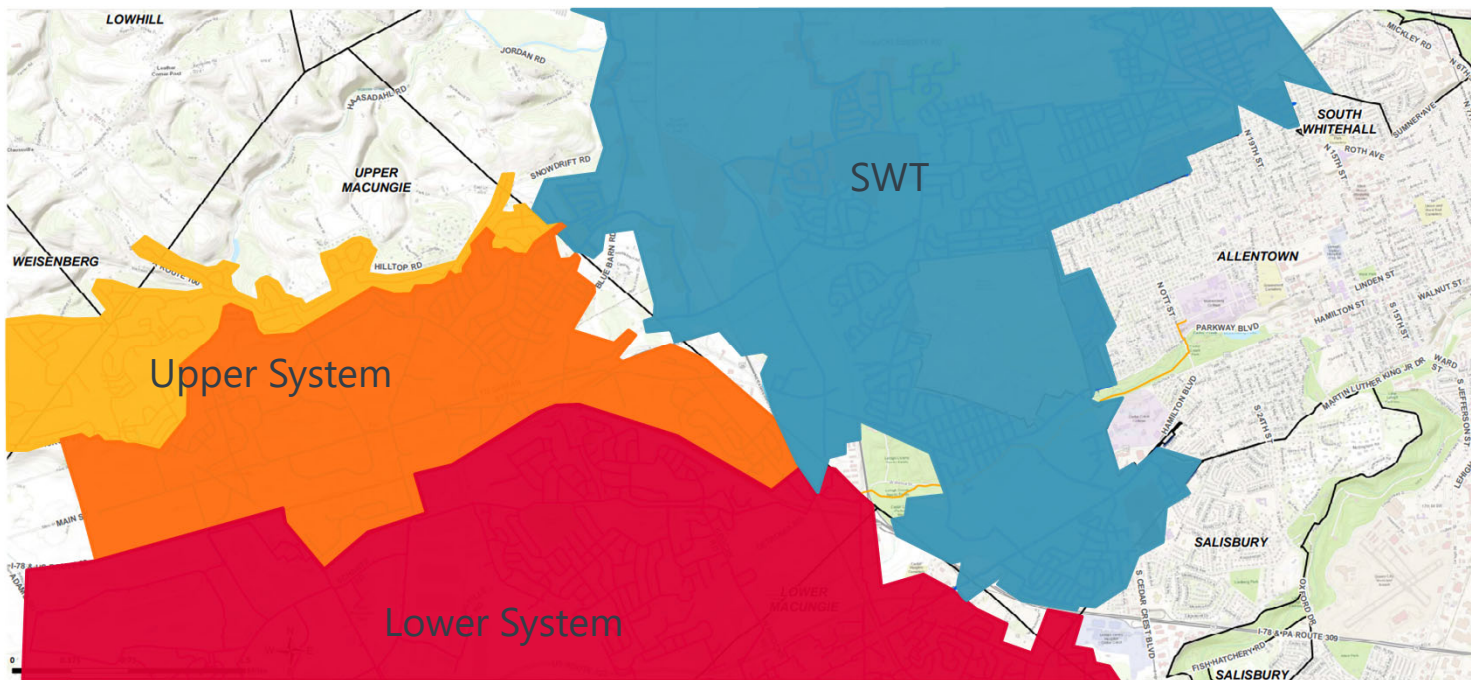 LOWHILL
JORDAN RD
HAASADAHL RD
MICKLEY RD
SOUTH
WHITEHALL
SUMNER AVE
N 19TH ST
N 15TH ST
ROTH AVE
UPPER
MACUNGIE
SNOWDRIFT RD
SWT
WEISENBERG
ROUTE 100
HILLTOP RD
BLUE BARN RD
ALLENTOWN
LINDEN ST
WALNUT ST
HAMILTON ST
S 15TH ST
N OTT ST
PARKWAY BLVD
Upper System
MARTIN LUTHER KING JR DR
WARD
ST
S JEFFERSON ST
HAMILTON BLVD
S 24TH ST
LEHIGH
MAIN S
SALISBURY
LOWER
MACUNGIE
Lower System
S CEDAR CREST BLVD
OXFORD DR
I-78 & PA ROUTE 309
FISH HATCHERY RD
SALISBURY
0